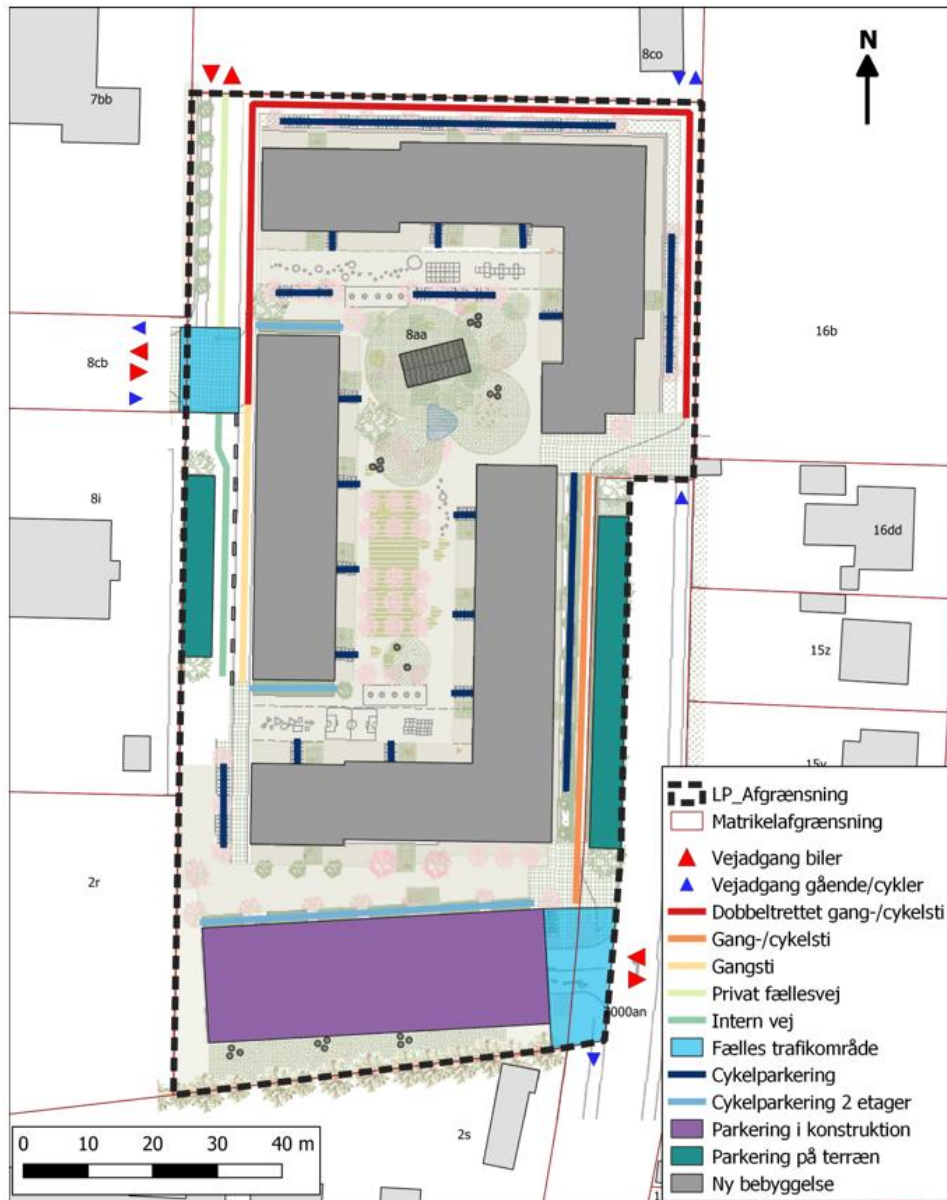 8co
N
7bb
8aa
16b
8cb
8i
16dd
15z
15v
LP_Afgrænsning
Matrikelafgrænsning
Vejadgang biler
Vejadgang gående/cykler
Dobbeltrettet gang-/cykelsti
Gang-/cykelsti
Gangsti
Privat fællesvej
Intern vej
Fælles trafikområde
Cykelparkering
Cykelparkering 2 etager
Parkering i konstruktion
Parkering på terræn
Ny bebyggelse
2r
2s
0 10 20 30 40 m